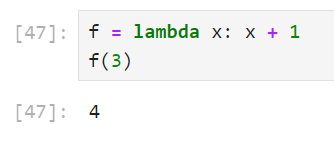 [47]: f = lambda x: x + 1
f(3)
[47]: 4